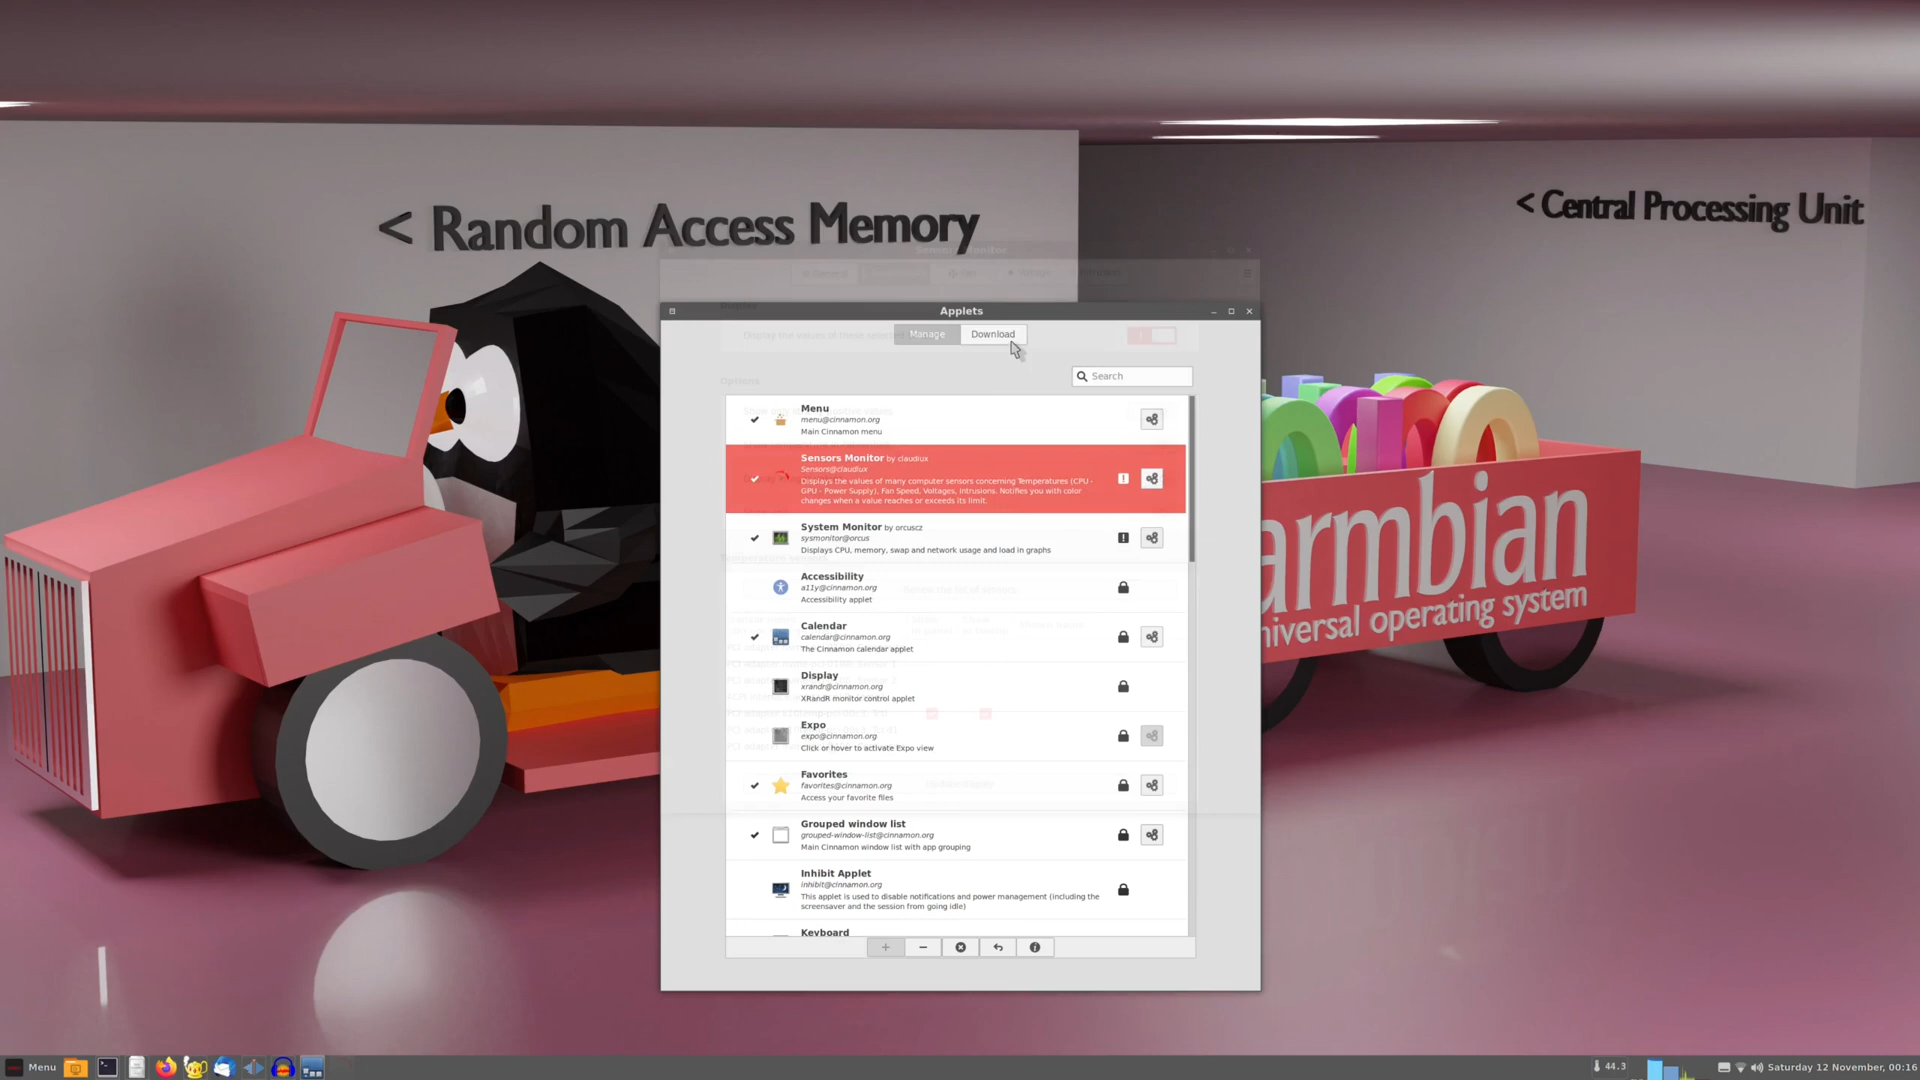 < Random Access Memory
< Central Processing Unit
Applets
Manage
Download
Search
Menu
menu@cinnamon.org
Main Cinnamon menu
Sensors Monitor by claudiux
Sensors@claudiux
Displays the values of many computer sensors concerning Temperatures (CPU -
GPU - Power Supply), Fan Speed, Voltages, Intrusions. Notifies you with color
changes when a value reaches or exceeds its limit.
System Monitor by orcuscz
sysmonitor@orcus
Displays CPU, memory, swap and network usage and load in graphs
Accessibility
a11y@cinnamon.org
Accessibility applet
Calendar
calendar@cinnamon.org
The Cinnamon calendar applet
Display
xrandr@cinnamon.org
XRandR monitor control applet
Expo
expo@cinnamon.org
Click or hover to activate Expo view
Favorites
favorites@cinnamon.org
Access your favorite files
Grouped window list
grouped-window-list@cinnamon.org
Main Cinnamon window list with app grouping
Inhibit Applet
inhibit@cinnamon.org
This applet is used to disable notifications and power management (including the
screensaver and the session from going idle)
Keyboard
armbian
niversal operating system
Menu
44.3
Saturday 12 November, 00:16